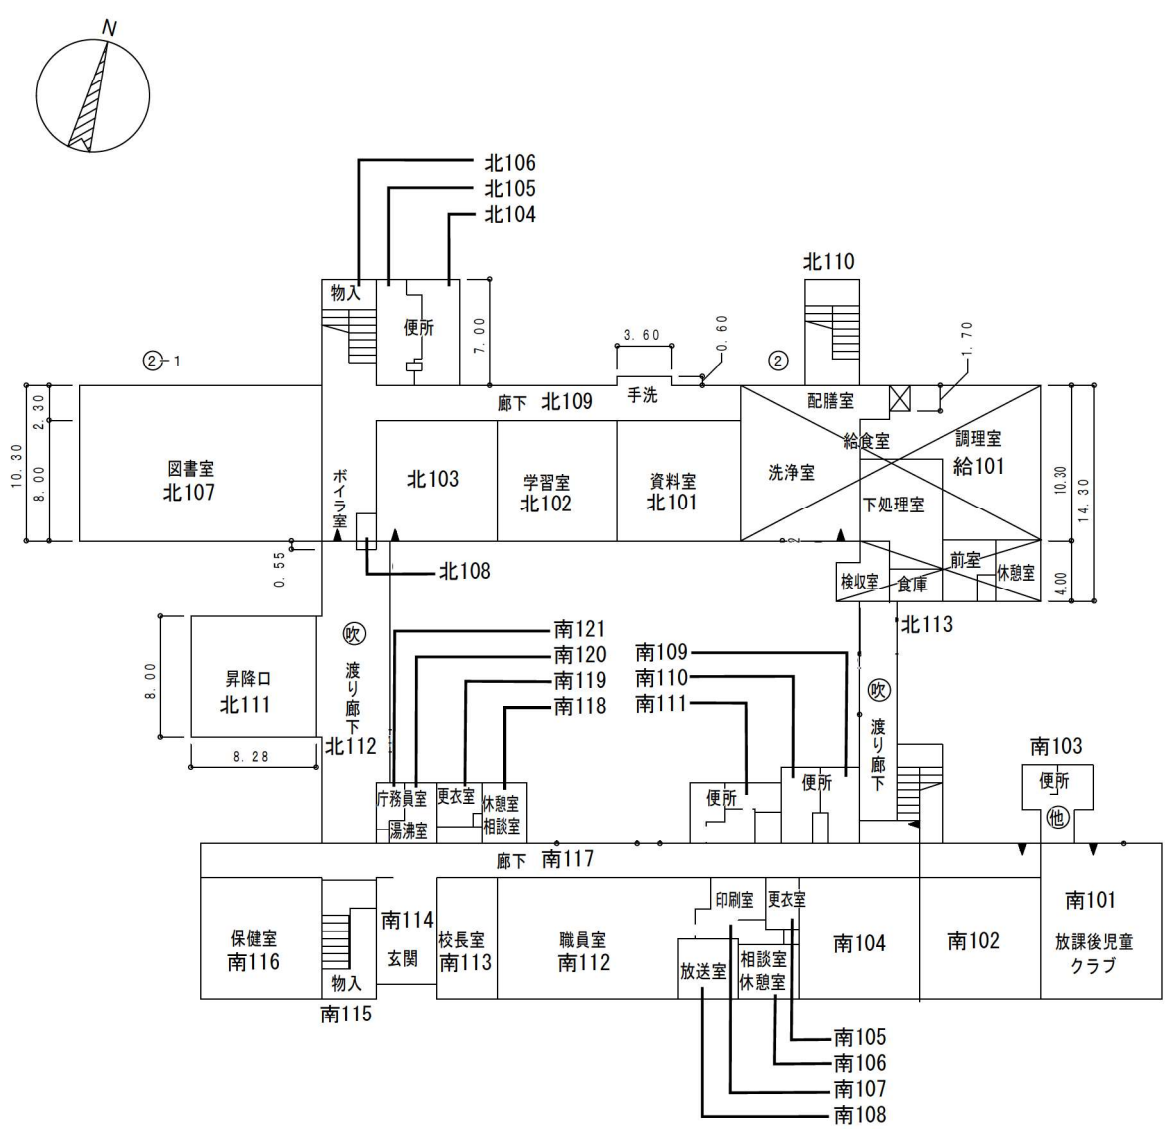 N
北106
北105
北104
北110
物入
便所
7.00
3.60
0.60
1.70
②-1
②
手洗
廊下 北109
配膳室
給食室
調理室
給101
洗浄室
下処理室
10.30
2.30
8.00
図書室
北107
ボイラ室
北103
学習室
北102
資料室
北101
10.30
14.30
4.00
0.55
北108
検収室
食庫
前室
休憩室
北113
吹
渡り廊下
北112
8.00
昇降口
北111
8.28
南121
南120
南119
南118
南109
南110
南111
吹
渡り廊下
南103
便所
他
庁務員室
湯沸室
更衣室
休憩室
相談室
便所
便所
廊下 南117
保健室
南116
物入
南115
南114
玄関
校長室
南113
職員室
南112
印刷室
更衣室
放送室
相談室
休憩室
南104
南102
南101
放課後児童
クラブ
南105
南106
南107
南108